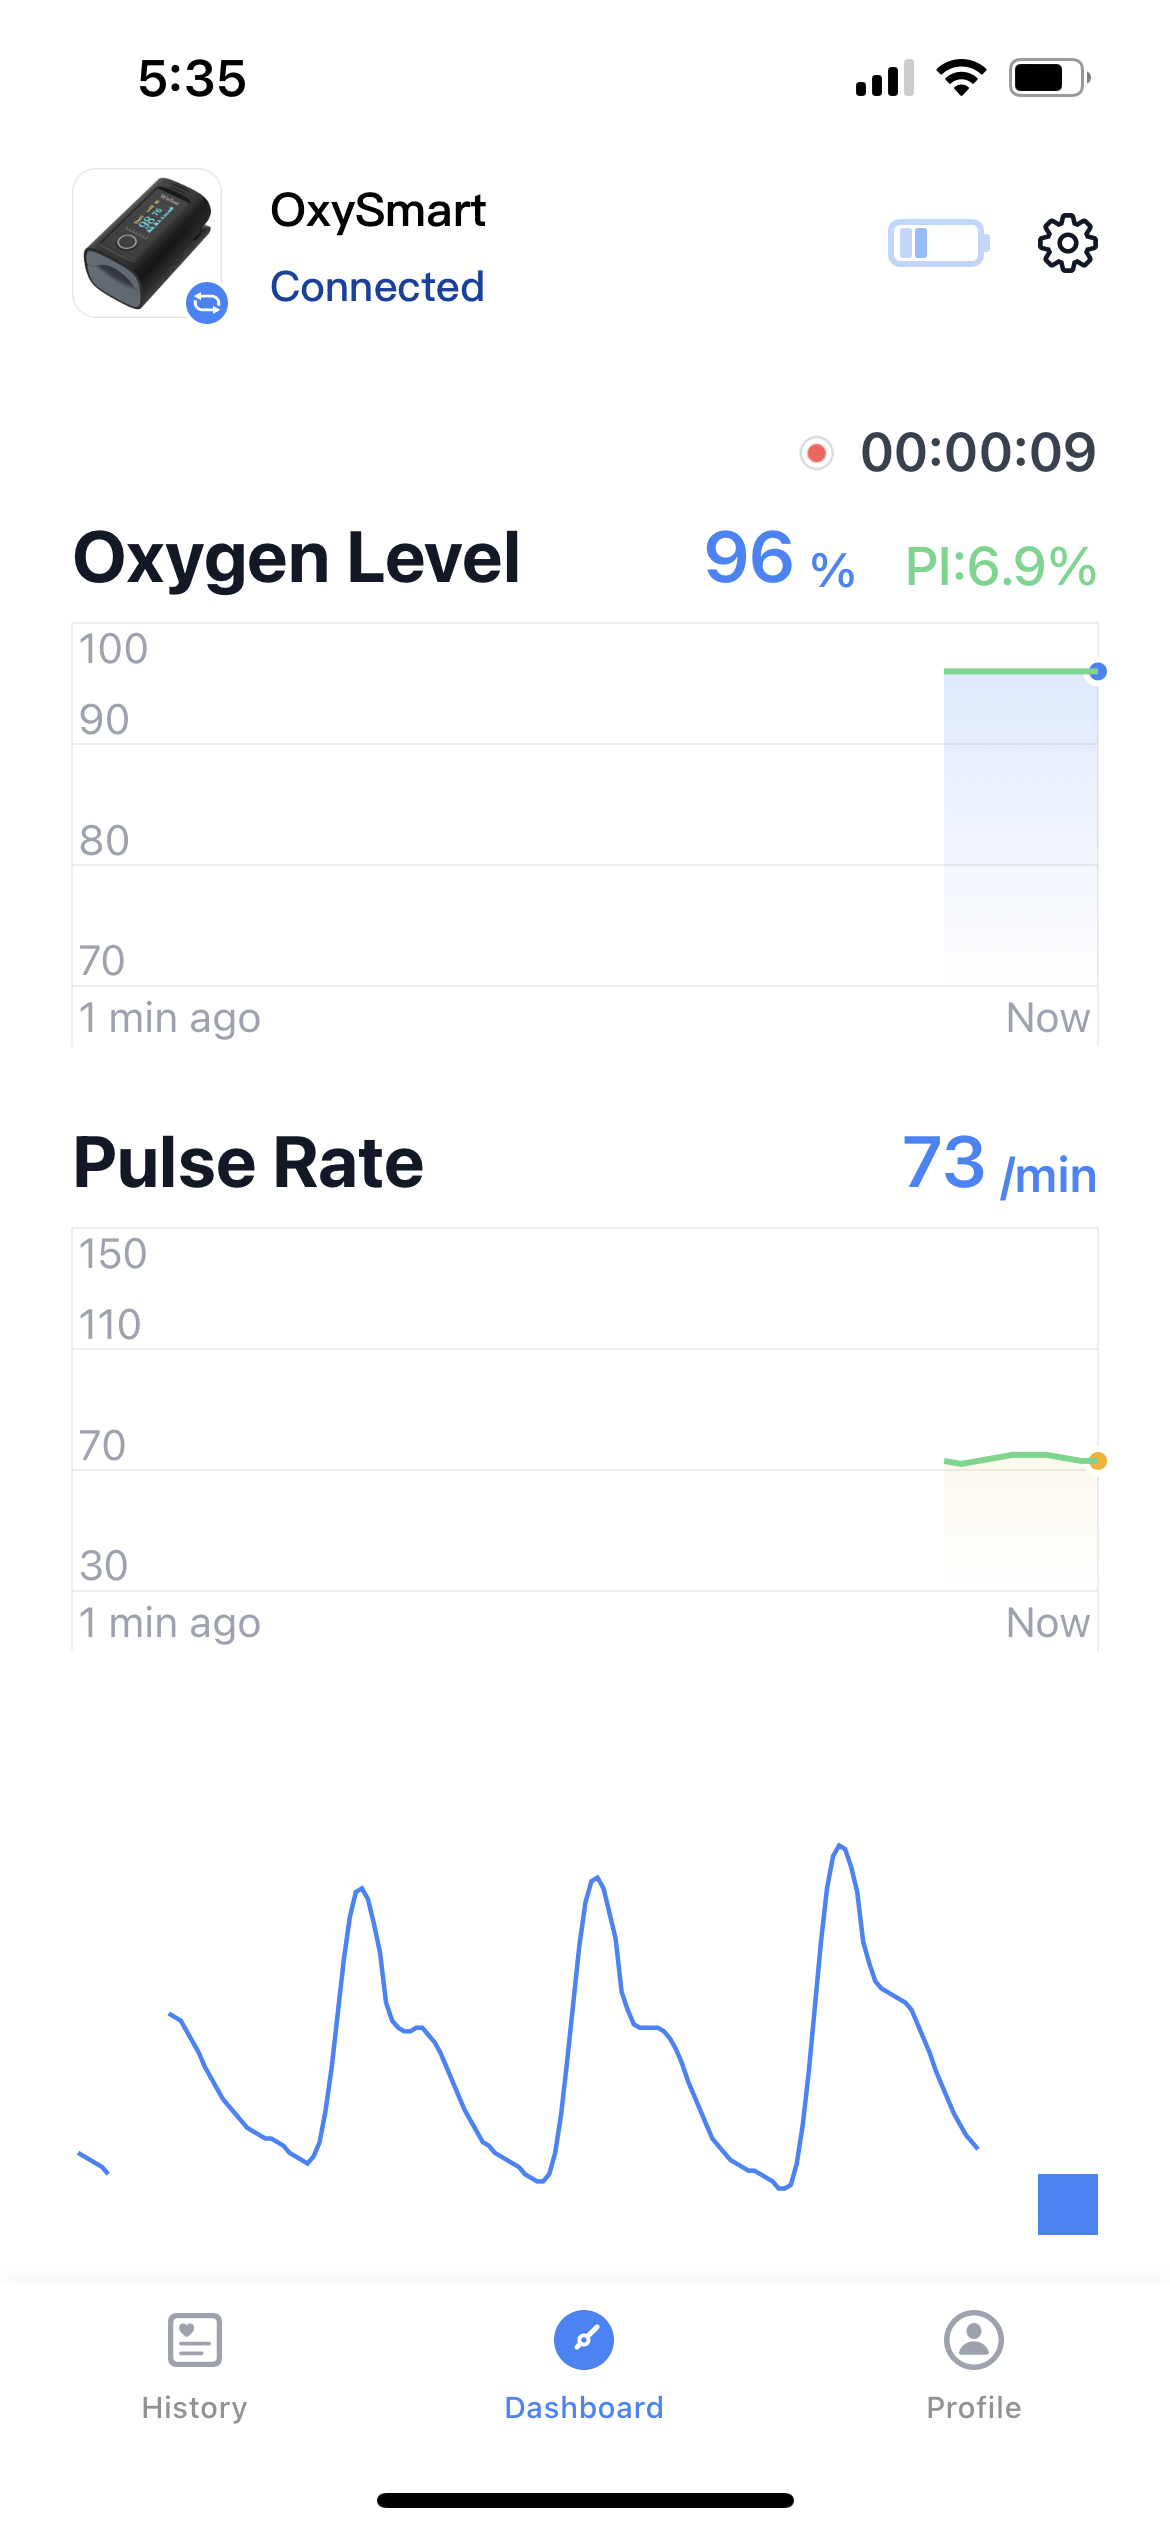 5:35
OxySmart
Connected
00:00:09
Oxygen Level 96 % PI:6.9%
100
90
80
70
1 min ago Now
Pulse Rate 73 /min
150
110
70
30
1 min ago Now
History Dashboard Profile